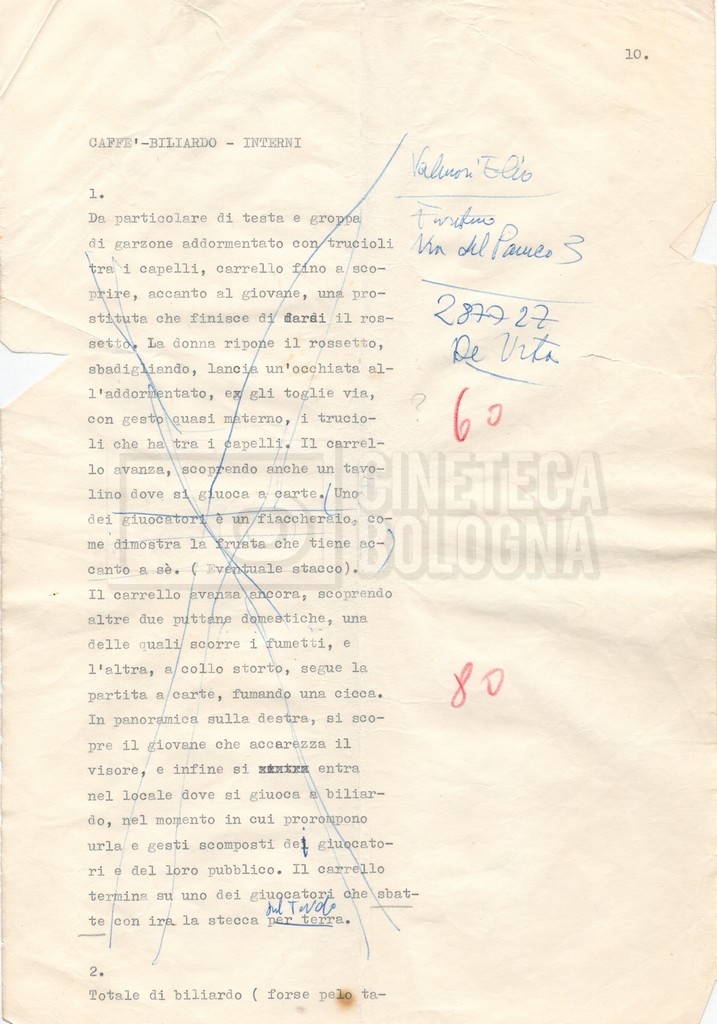 10.
CAFFE'-BILIARDO - INTERNI
Valmori Elio
1.
Da particolare di testa e groppa
di garzone addormentato con trucioli
Via del
tra i capelli, carrello fino a sco-
prire, accanto al giovane, una pro-
287727
stituta che finisce di dardi il ros-
De Vita
setto. La donna ripone il rossetto,
sbadigliando, lancia un'occhiata al-
l'addormentato, ex gli toglie via,
? 60
con gesto quasi materno, i trucio-
li che ha tra i capelli. Il carrel-
lo avanza, scoprendo anche un tavo-
CINETECA
lino dove si giuoca a carte. (Uno
dei giuocatori è un fiaccheraio, co-
BOLOGNA
me dimostra la frusta che tiene ac-)
canto a sè. ( Eventuale stacco).
Il carrello avanza ancora, scoprendo
altre due puttane domestiche, una
delle quali scorre i fumetti, e
l'altra, a collo storto, segue la
80
partita a carte, fumando una cicca.
In panoramica sulla destra, si sco-
pre il giovane che accarezza il
visore, e infine si entra
nel locale dove si giuoca a biliar-
do, nel momento in cui prorompono
urla e gesti scomposti dei giuocato-
ri e del loro pubblico. Il carrello
termina su uno dei giuocatori che sbat-
sul Tavolo
te con ira la stecca per terra.
2.
Totale di biliardo ( forse pelo ta-